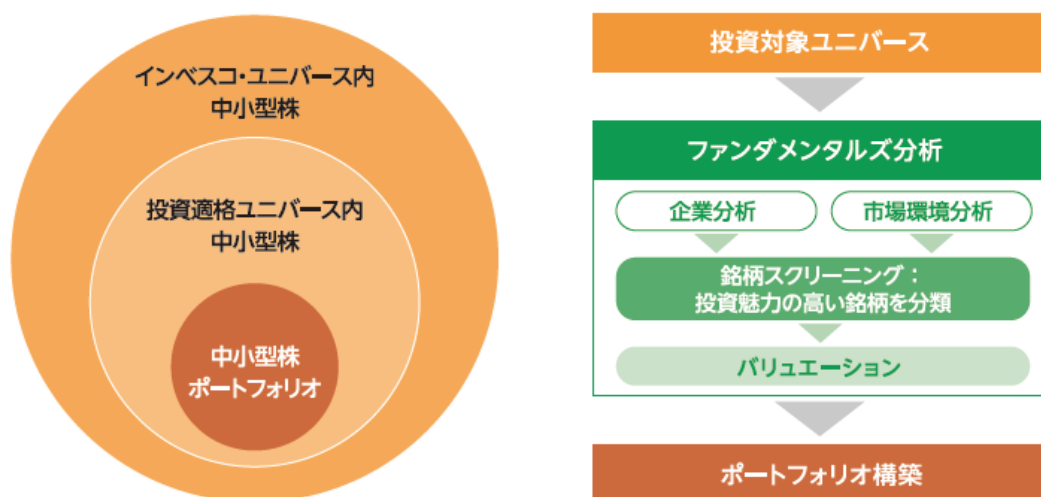 インベスコ・ユニバース内
中小型株
投資適格ユニバース内
中小型株
中小型株
ポートフォリオ
投資対象ユニバース
ファンダメンタルズ分析
企業分析
市場環境分析
銘柄スクリーニング：
投資魅力の高い銘柄を分類
バリュエーション
ポートフォリオ構築